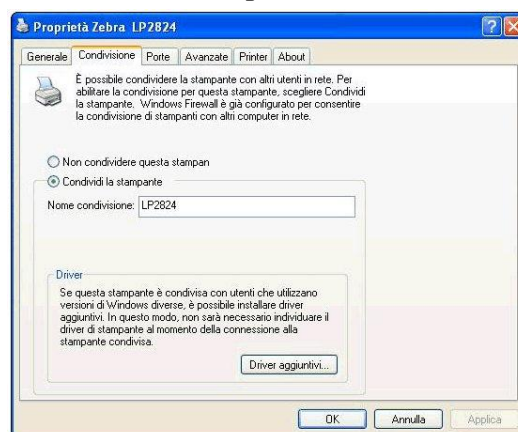 Proprietà Zebra LP2824
Generale Condivisione Porte Avanzate Printer About
È possibile condividere la stampante con altri utenti in rete. Per
abilitare la condivisione per questa stampante, scegliere Condividi
la stampante. Windows Firewall è già configurato per consentire
la condivisione di stampanti con altri computer in rete.
Non condividere questa stampan
Condividi la stampante
Nome condivisione: LP2824
Driver
Se questa stampante è condivisa con utenti che utilizzano
versioni di Windows diverse, è possibile installare driver
aggiuntivi. In questo modo, non sarà necessario individuare il
driver di stampante al momento della connessione alla
stampante condivisa.
Driver aggiuntivi...
OK Annulla Applica